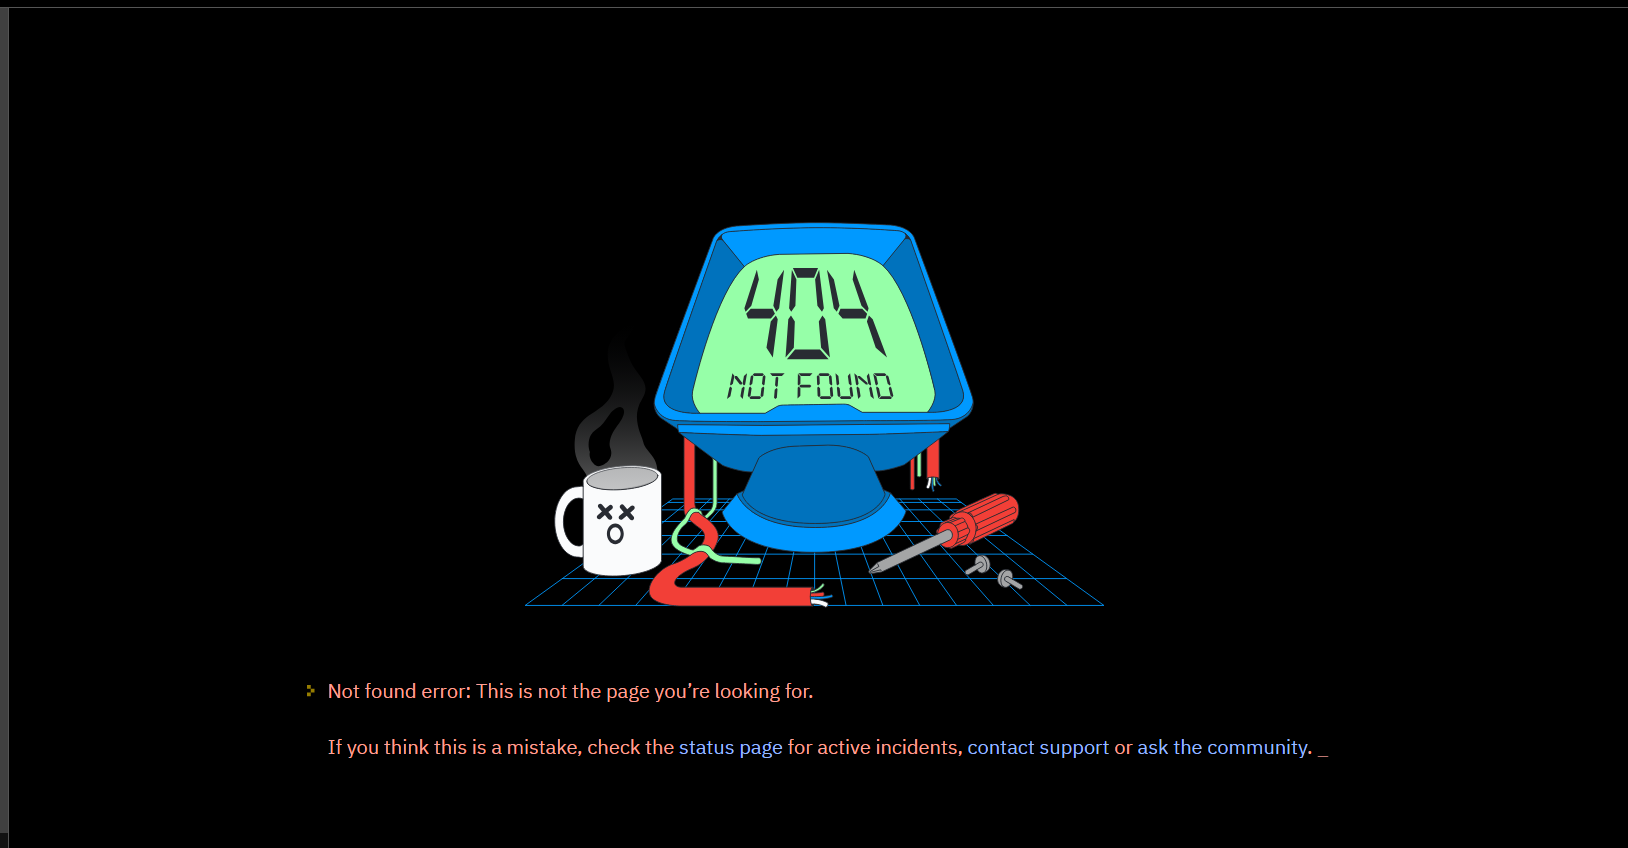 404
NOT FOUND
Not found error: This is not the page you’re looking for.
If you think this is a mistake, check the status page for active incidents, contact support or ask the community. _